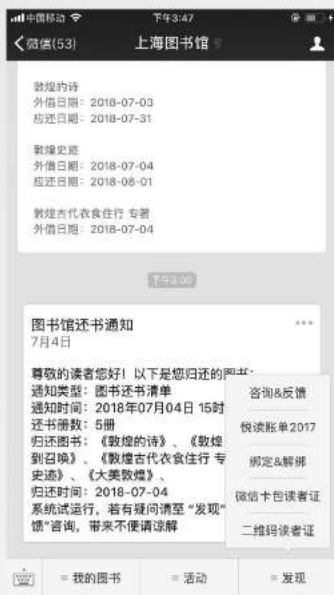 中国移动
下午3:47
微信(53)
上海图书馆
敦煌的诗
外借日期：2018-07-03
应还日期：2018-07-31
敦煌史迹
外借日期：2018-07-04
应还日期：2018-08-01
敦煌古代衣食住行 专著
外借日期：2018-07-04
下午3:00
图书馆还书通知
7月4日
尊敬的读者您好！以下是您归还的图书：
通知类型：图书还书清单
通知时间：2018年07月04日 15时
还书册数：5册
归还图书：《敦煌的诗》、《敦煌
到召唤》、《敦煌古代衣食住行 专
史迹》、《大美敦煌》、
归还时间：2018-07-04
系统试运行，若有疑问请至“发现”
馈”咨询，带来不便请谅解
咨询&反馈
悦读账单2017
绑定&解绑
微信卡包读者证
二维码读者证
我的图书
活动
发现